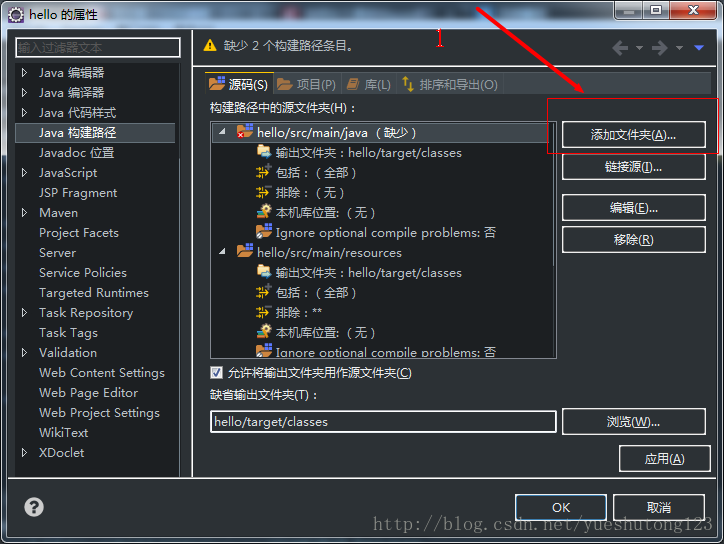 hello 的属性
输入过滤器文本
Java 编辑器
Java 编译器
Java 代码样式
Java 构建路径
Javadoc 位置
JavaScript
JSP Fragment
Maven
Project Facets
Server
Service Policies
Targeted Runtimes
Task Repository
Task Tags
Validation
Web Content Settings
Web Page Editor
Web Project Settings
WikiText
XDoclet
缺少 2 个构建路径条目。
1
源码(S)
项目(P)
库(L)
排序和导出(O)
构建路径中的源文件夹(H)：
hello/src/main/java（缺少）
输出文件夹：hello/target/classes
包括：（全部）
排除：（无）
本机库位置:（无）
Ignore optional compile problems: 否
hello/src/main/resources
输出文件夹：hello/target/classes
包括：（全部）
排除：**
本机库位置:（无）
Ignore optional compile problems: 否
添加文件夹(A)...
链接源(I)...
编辑(E)...
移除(R)
允许将输出文件夹用作源文件夹(C)
缺省输出文件夹(T)：
hello/target/classes
浏览(W)...
应用(A)
OK
取消
http://blog.csdn.net/yueshutong123